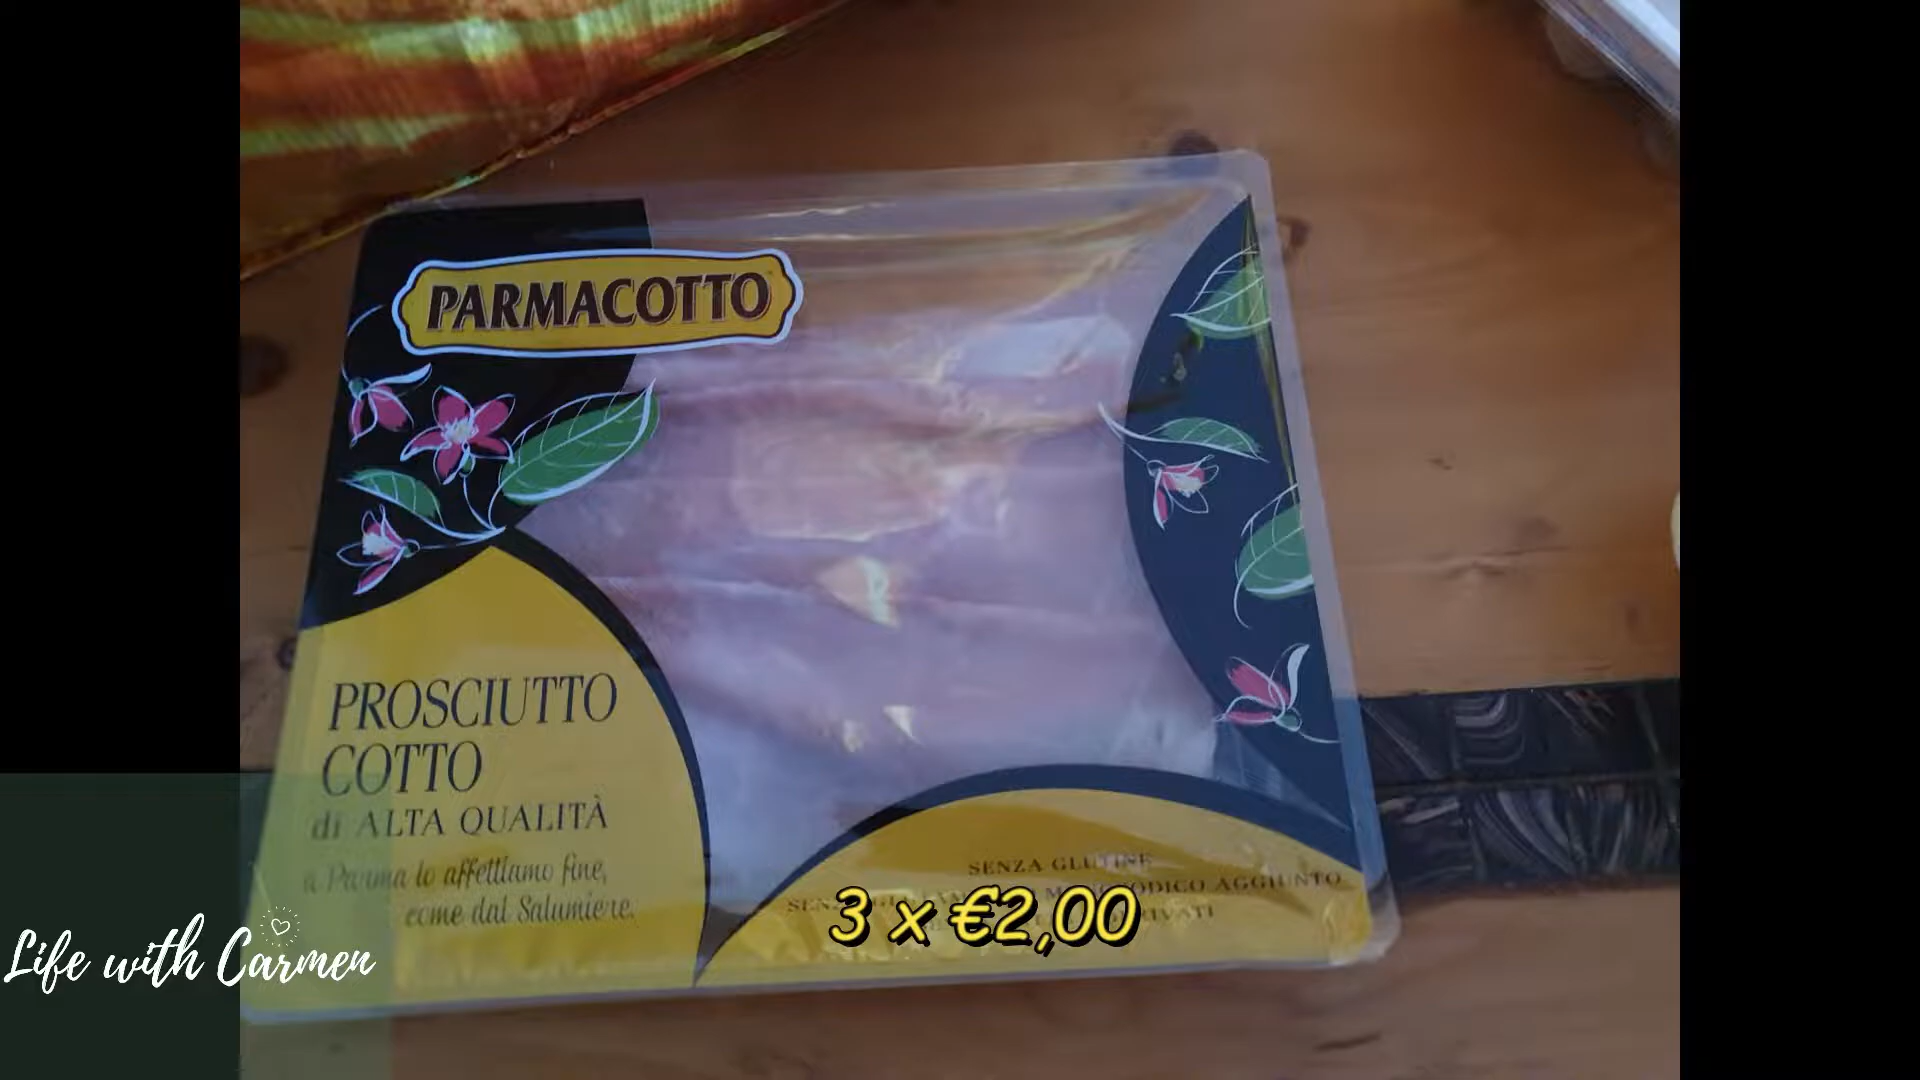 PARMACOTTO
PROSCIUTTO
COTTO
di ALTA QUALITÀ
a Parma lo affettiamo fine,
come dal Salumiere.
SENZA GLUTINE
AGGIUNTO
3 x €2,00
Life with Carmen